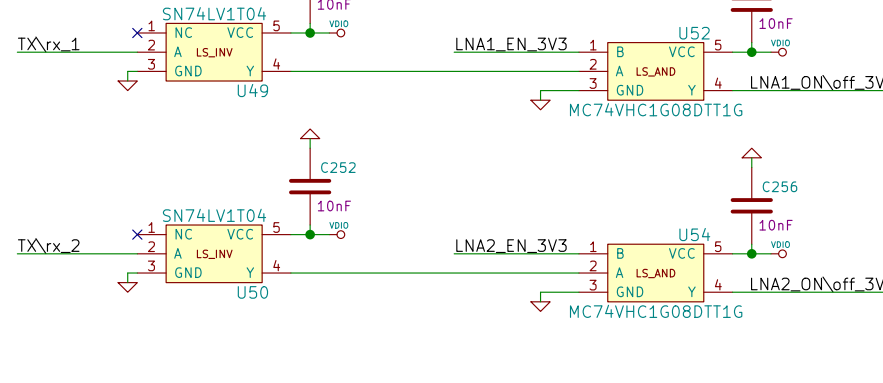 10nF
SN74LV1T04
VDIO
1 NC VCC 5
TX\rx_1
2 A LS_INV
3 GND Y 4
U49
10nF
U52
VDIO
LNA1_EN_3V3
1 B VCC 5
2 A LS_AND
3 GND Y 4
LNA1_ON\off_3V
MC74VHC1G08DTT1G
C252
10nF
SN74LV1T04
VDIO
1 NC VCC 5
TX\rx_2
2 A LS_INV
3 GND Y 4
U50
C256
10nF
U54
VDIO
LNA2_EN_3V3
1 B VCC 5
2 A LS_AND
3 GND Y 4
LNA2_ON\off_3V
MC74VHC1G08DTT1G